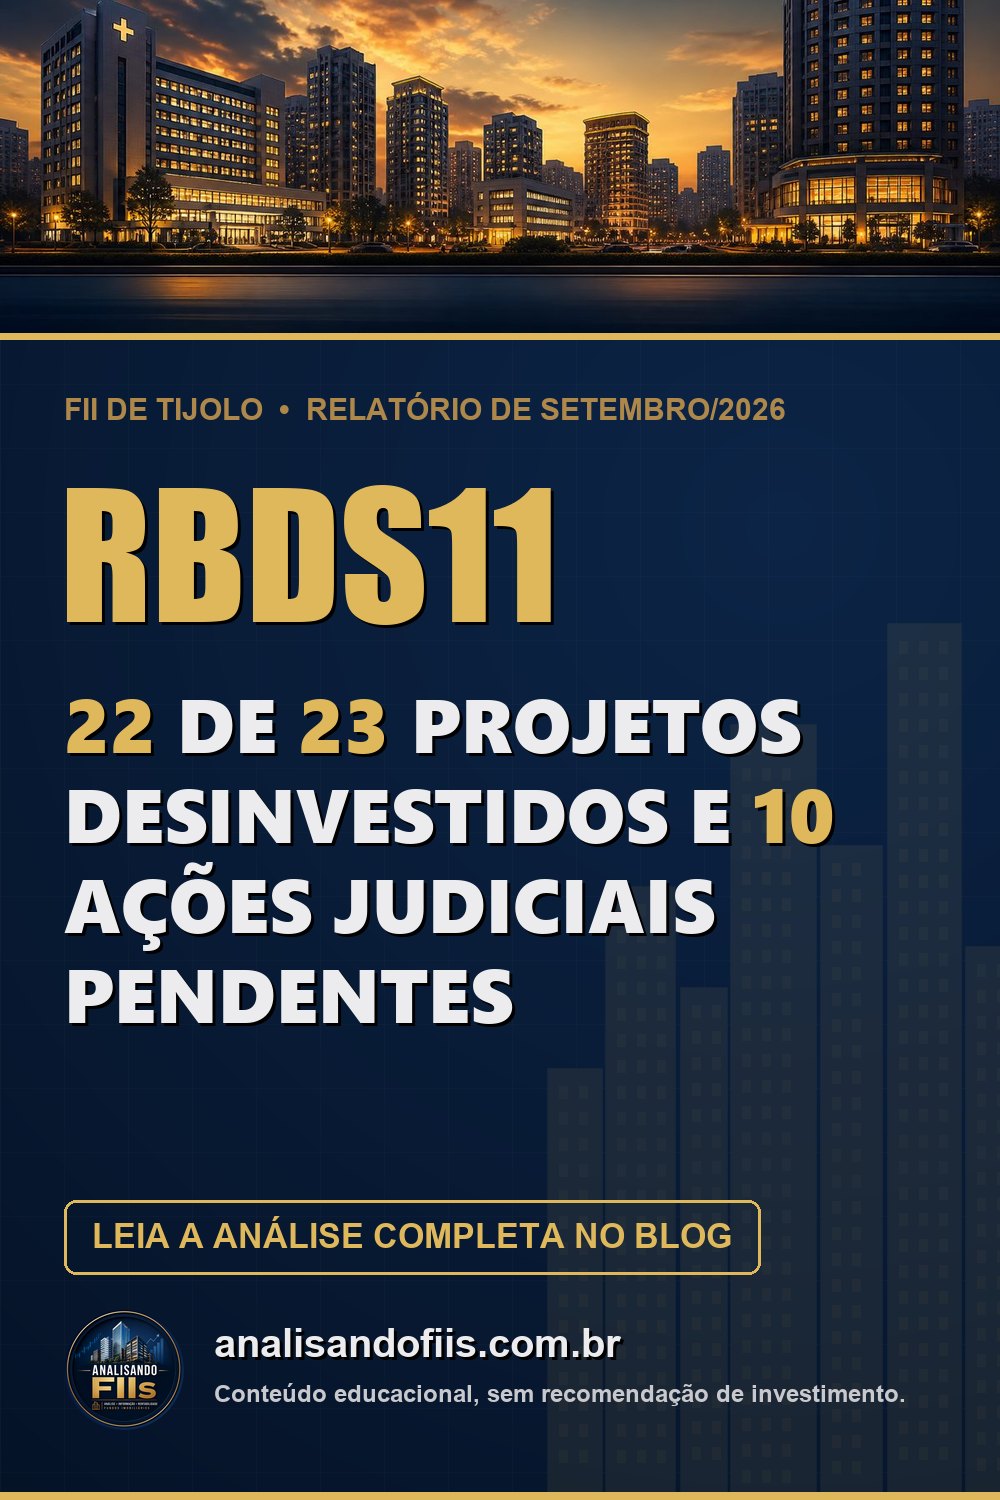 FII DE TIJOLO • RELATÓRIO DE SETEMBRO/2026
RBDS11
22 DE 23 PROJETOS
DESINVESTIDOS E 10
AÇÕES JUDICIAIS
PENDENTES
LEIA A ANÁLISE COMPLETA NO BLOG
ANALISANDO
FIIs
analisandofiis.com.br
Conteúdo educacional, sem recomendação de investimento.